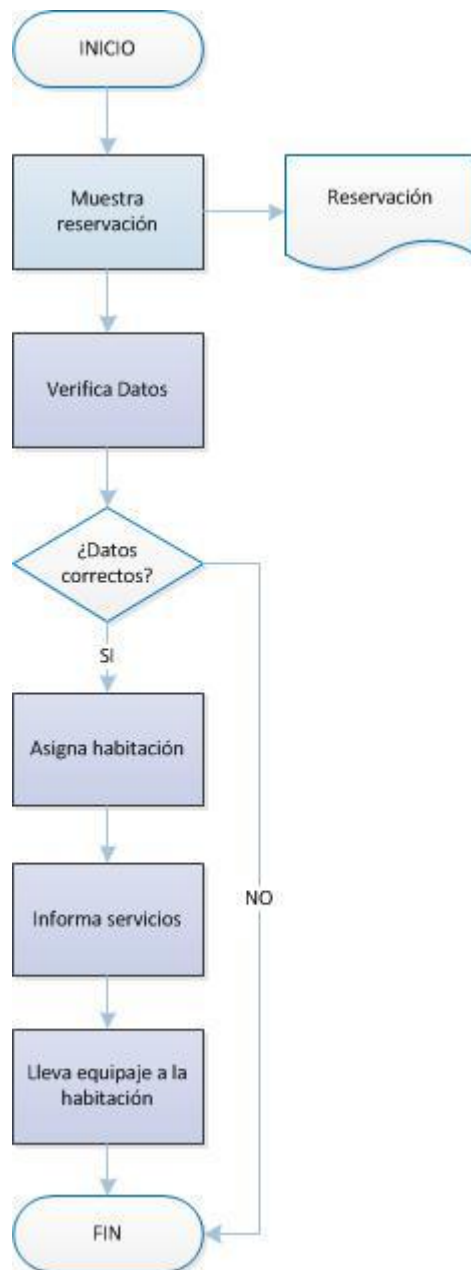 INICIO
Muestra
reservación
Reservación
Verifica Datos
¿Datos
correctos?
SI
Asigna habitación
Informa servicios
NO
Lleva equipaje a la
habitación
FIN